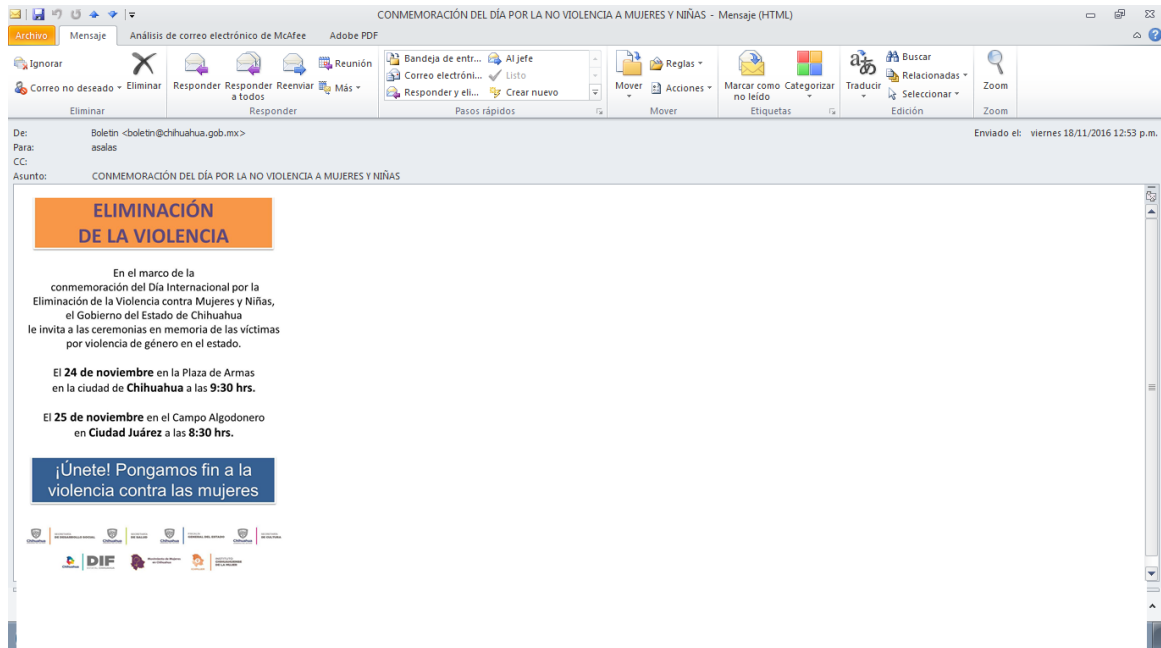 CONMEMORACIÓN DEL DÍA POR LA NO VIOLENCIA A MUJERES Y NIÑAS - Mensaje (HTML)
Archivo Mensaje Análisis de correo electrónico de McAfee Adobe PDF
Ignorar
Correo no deseado
Eliminar
Eliminar
Responder
Responder a todos
Reenviar
Reunión
Más
Responder
Bandeja de entr...
Correo electróni...
Responder y eli...
Al jefe
Listo
Crear nuevo
Pasos rápidos
Mover
Reglas
Acciones
Mover
Marcar como no leído
Categorizar
Etiquetas
Traducir
Buscar
Relacionadas
Seleccionar
Edición
Zoom
Zoom
De: Boletin <boletin@chihuahua.gob.mx>
Enviado el: viernes 18/11/2016 12:53 p.m.
Para: asalas
CC:
Asunto: CONMEMORACIÓN DEL DÍA POR LA NO VIOLENCIA A MUJERES Y NIÑAS
ELIMINACIÓN
DE LA VIOLENCIA
En el marco de la
conmemoración del Día Internacional por la
Eliminación de la Violencia contra Mujeres y Niñas,
el Gobierno del Estado de Chihuahua
le invita a las ceremonias en memoria de las víctimas
por violencia de género en el estado.
El 24 de noviembre en la Plaza de Armas
en la ciudad de Chihuahua a las 9:30 hrs.
El 25 de noviembre en el Campo Algodonero
en Ciudad Juárez a las 8:30 hrs.
¡Únete! Pongamos fin a la
violencia contra las mujeres
DIF